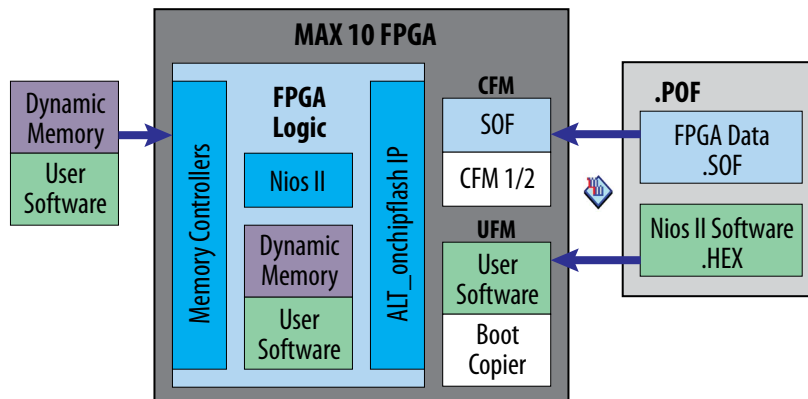 MAX 10 FPGA
Dynamic
Memory
User
Software
Memory Controllers
FPGA
Logic
Nios II
Dynamic
Memory
User
Software
ALT_onchipflash IP
CFM
SOF
CFM 1/2
UFM
User
Software
Boot
Copier
.POF
FPGA Data
.SOF
Nios II Software
.HEX